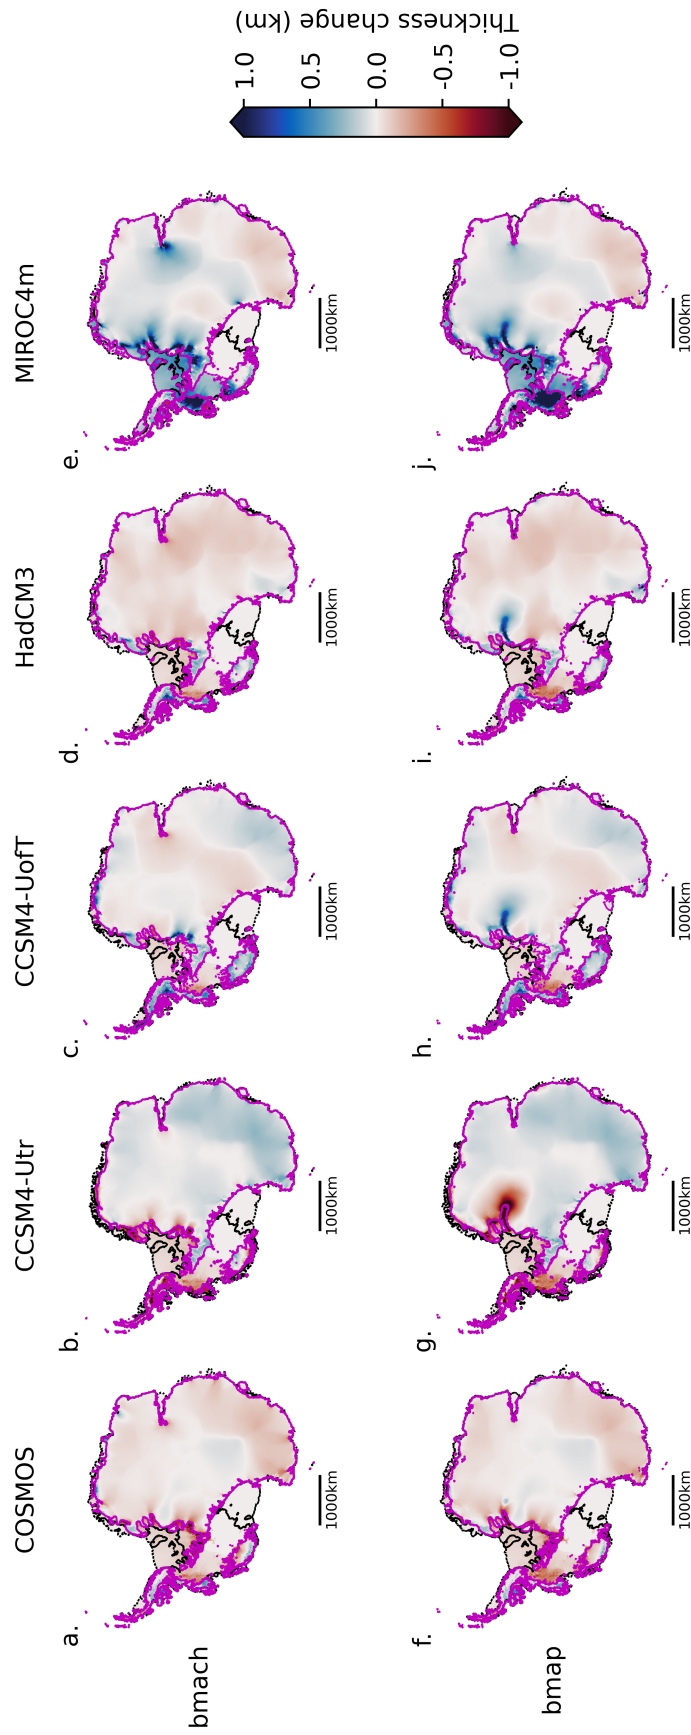 COSMOS
CCSM4-Utr
CCSM4-UofT
HadCM3
MIROC4m
bmach
a.
1000km
b.
1000km
c.
1000km
d.
1000km
e.
1000km
bmap
f.
1000km
g.
1000km
h.
1000km
i.
1000km
j.
1000km
1.0
0.5
0.0
-0.5
-1.0
Thickness change (km)